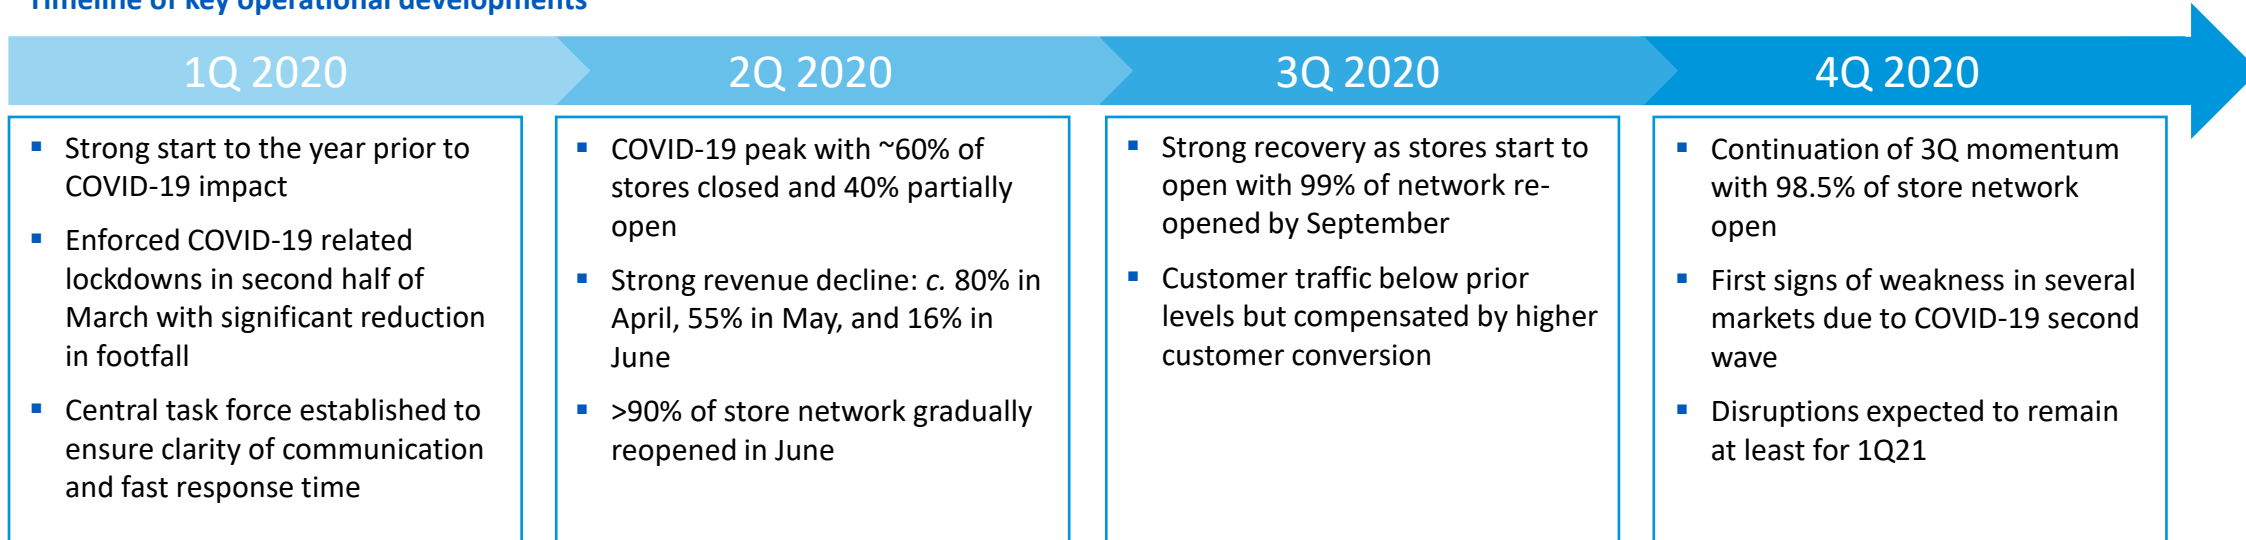 Timeline of key operational developments
1Q 2020
2Q 2020
3Q 2020
4Q 2020
▪ Strong start to the year prior to
COVID-19 impact
▪ Enforced COVID-19 related
lockdowns in second half of
March with significant reduction
in footfall
▪ Central task force established to
ensure clarity of communication
and fast response time
▪ COVID-19 peak with ~60% of
stores closed and 40% partially
open
▪ Strong revenue decline: c. 80% in
April, 55% in May, and 16% in
June
▪ >90% of store network gradually
reopened in June
▪ Strong recovery as stores start to
open with 99% of network re-
opened by September
▪ Customer traffic below prior
levels but compensated by higher
customer conversion
▪ Continuation of 3Q momentum
with 98.5% of store network
open
▪ First signs of weakness in several
markets due to COVID-19 second
wave
▪ Disruptions expected to remain
at least for 1Q21